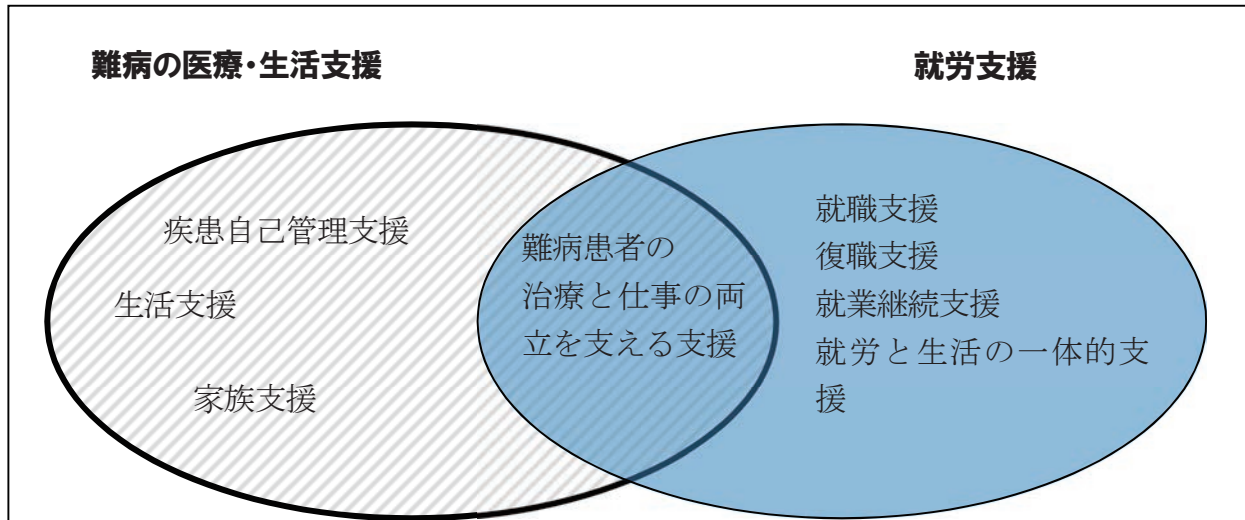 難病の医療・生活支援
就労支援
疾患自己管理支援
生活支援
家族支援
難病患者の
治療と仕事の両
立を支える支援
就職支援
復職支援
就業継続支援
就労と生活の一体的支
援